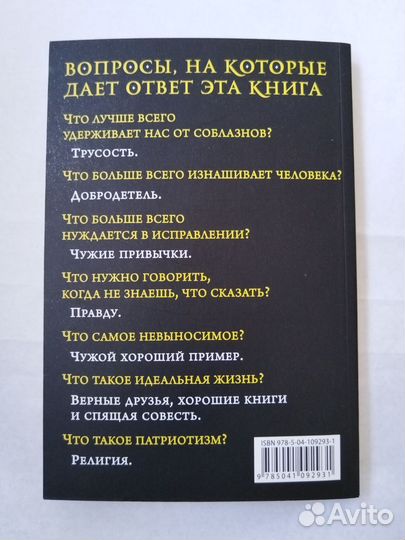 Вопросы, на которые
дает ответ эта книга
Что лучше всего
удерживает нас от соблазнов?
Трусость.
Что больше всего изнашивает человека?
Добродетель.
Что больше всего
нуждается в исправлении?
Чужие привычки.
Что нужно говорить,
когда не знаешь, что сказать?
Правду.
Что самое невыносимое?
Чужой хороший пример.
Что такое идеальная жизнь?
Верные друзья, хорошие книги
и спящая совесть.
Что такое патриотизм?
Религия.
ISBN 978-5-04-109293-1
9 785041 092931
Avito